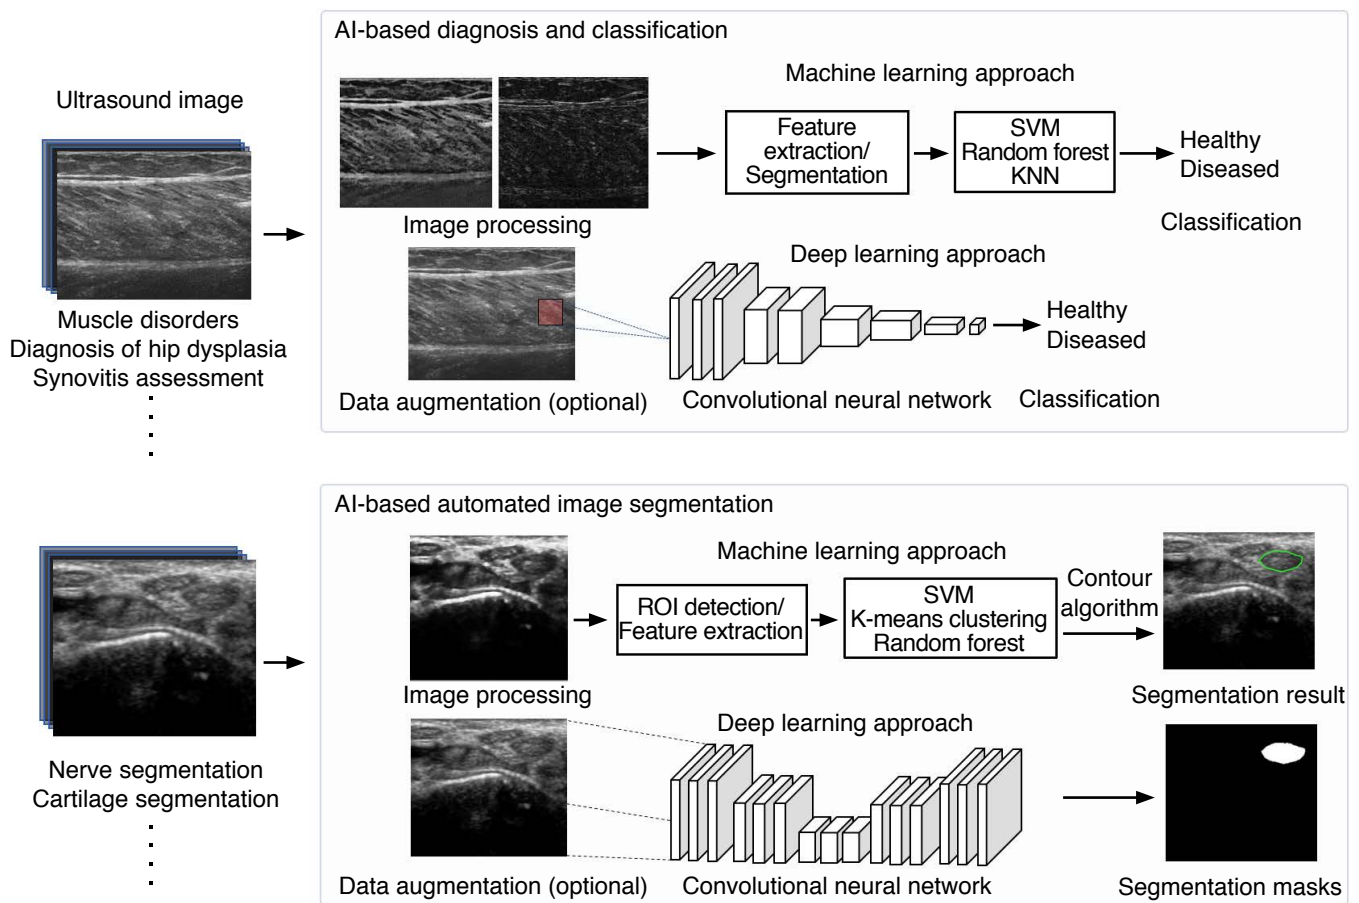 AI-based diagnosis and classification
Ultrasound image
Machine learning approach
Feature
extraction/
Segmentation
SVM
Random forest
KNN
Healthy
Diseased
Image processing
Classification
Deep learning approach
Healthy
Diseased
Muscle disorders
Diagnosis of hip dysplasia
Synovitis assessment
Data augmentation (optional)
Convolutional neural network
Classification
AI-based automated image segmentation
Machine learning approach
ROI detection/
Feature extraction
SVM
K-means clustering
Random forest
Contour
algorithm
Image processing
Segmentation result
Deep learning approach
Nerve segmentation
Cartilage segmentation
Data augmentation (optional)
Convolutional neural network
Segmentation masks